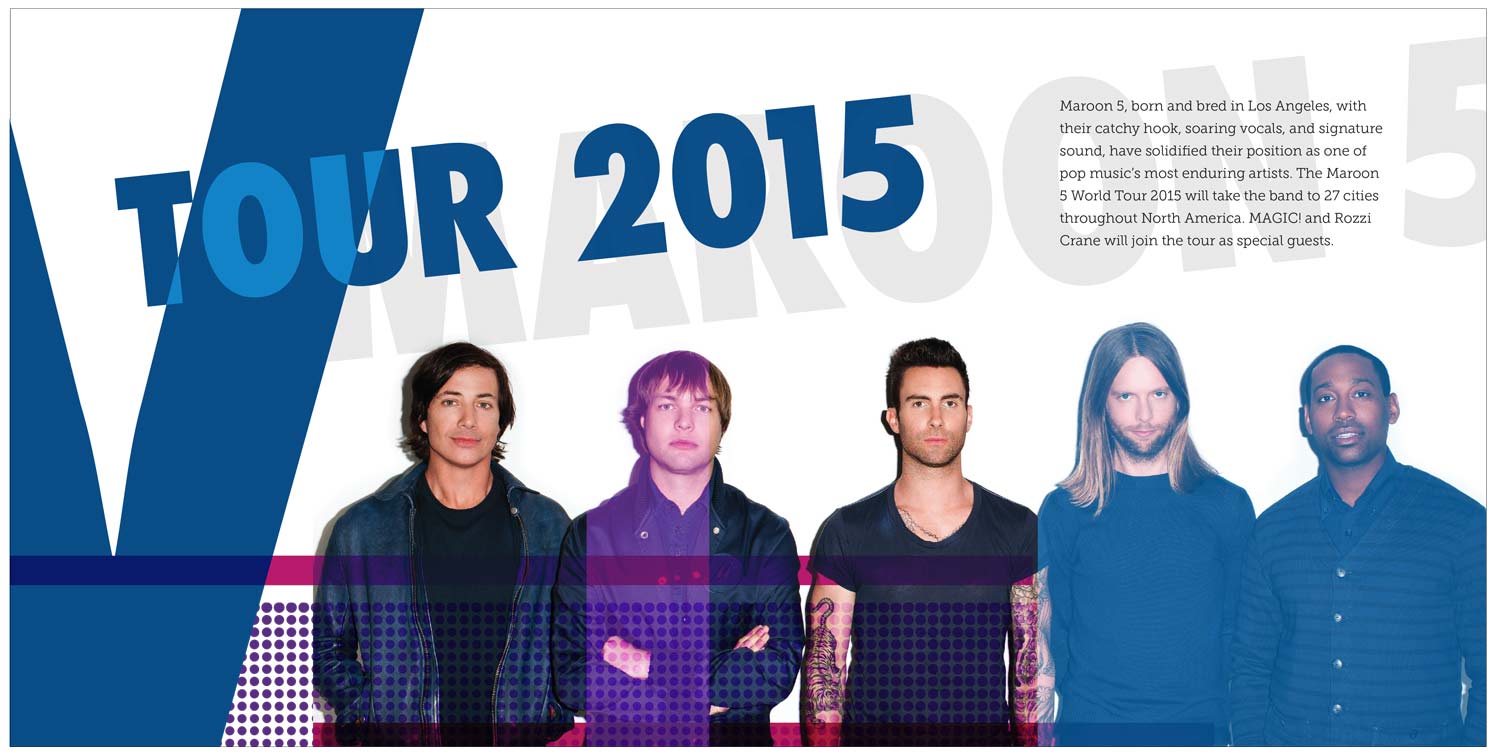 TOUR 2015
MAROON 5
Maroon 5, born and bred in Los Angeles, with
their catchy hook, soaring vocals, and signature
sound, have solidified their position as one of
pop music’s most enduring artists. The Maroon
5 World Tour 2015 will take the band to 27 cities
throughout North America. MAGIC! and Rozzi
Crane will join the tour as special guests.